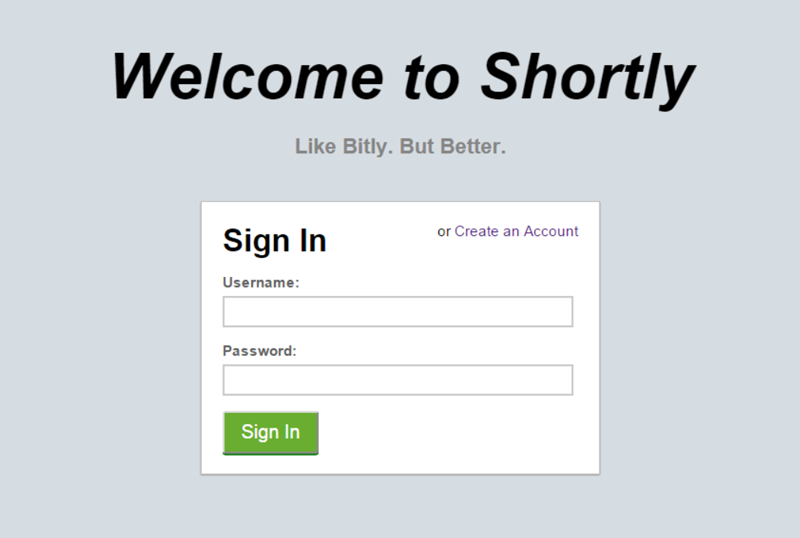 Welcome to Shortly
Like Bitly. But Better.
Sign In
or Create an Account
Username:
Password:
Sign In